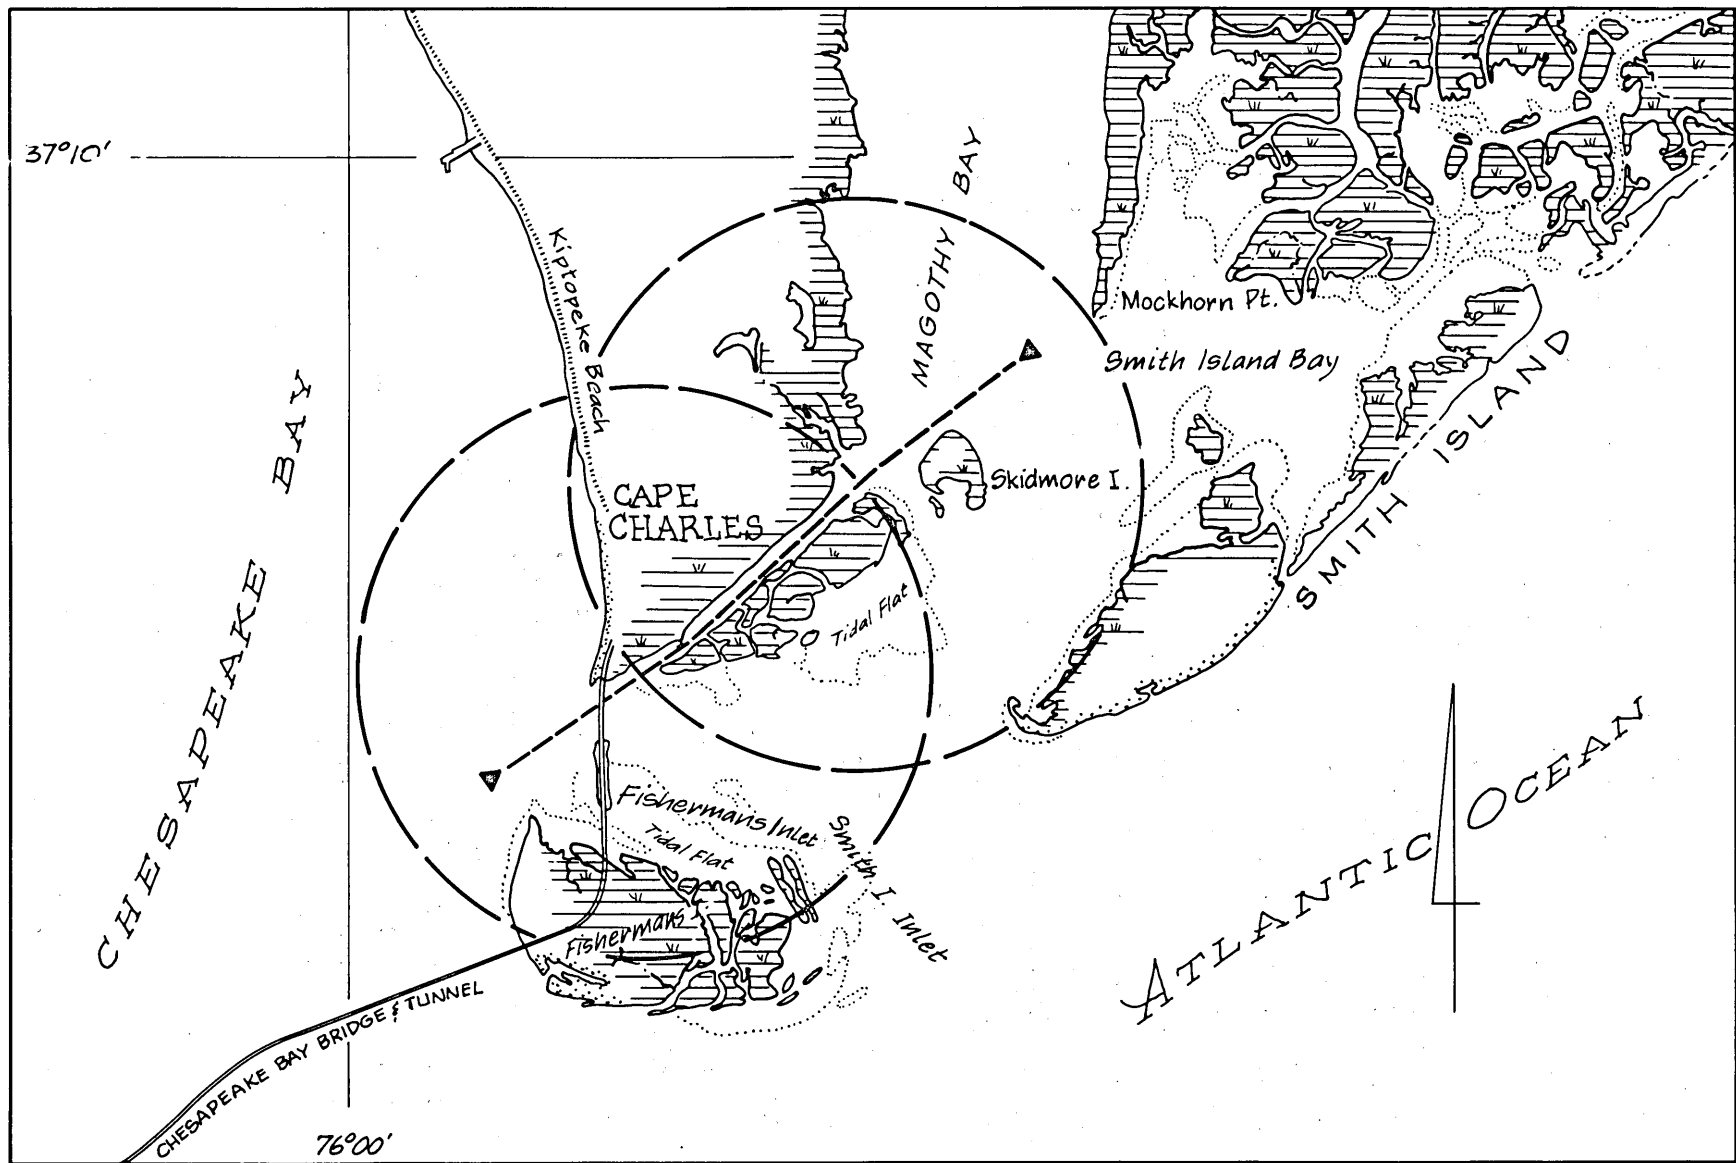 37°10'
MAGOTHY BAY
Kiptopeke Beach
Mockhorn Pt.
Smith Island Bay
CHESAPEAKE BAY
SMITH ISLAND
Skidmore I.
CAPE
CHARLES
Tidal Flat
Fishermans Inlet
Tidal Flat
Smith I. Inlet
Fishermans I.
ATLANTIC OCEAN
CHESAPEAKE BAY BRIDGE & TUNNEL
76°00'